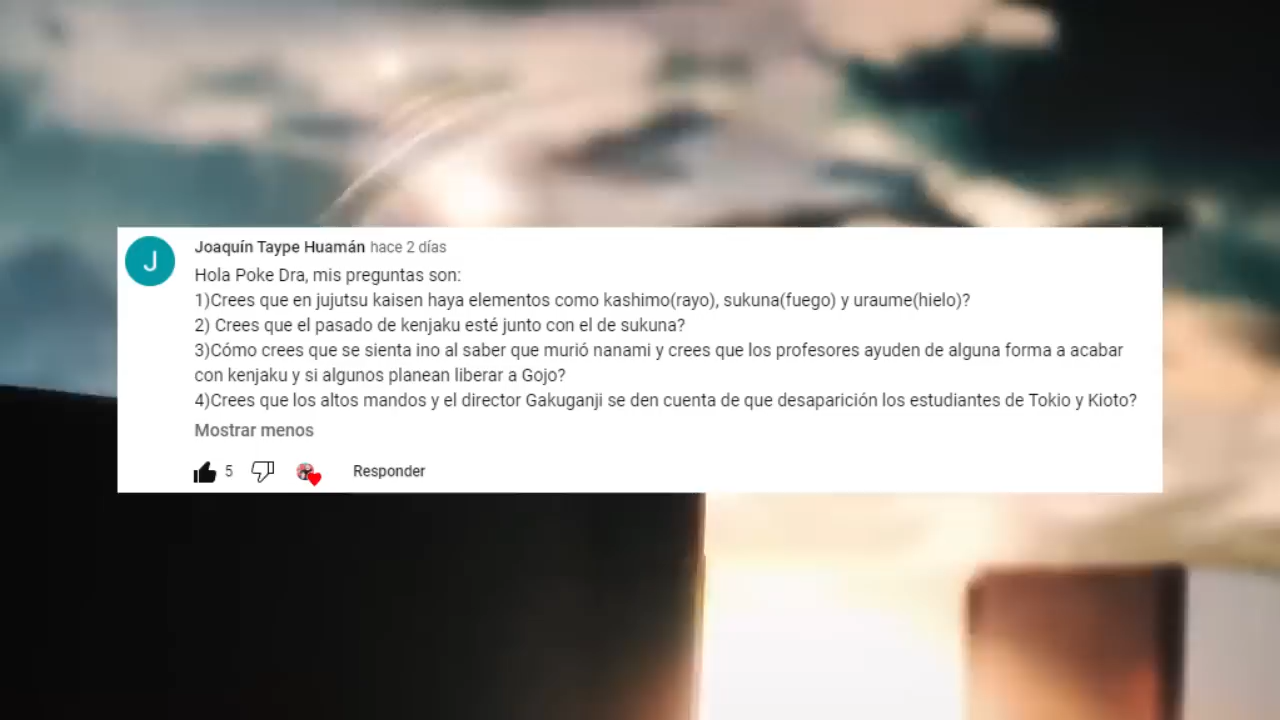 J
Joaquín Taype Huamán hace 2 días
Hola Poke Dra, mis preguntas son:
1)Crees que en jujutsu kaisen haya elementos como kashimo(rayo), sukuna(fuego) y uraume(hielo)?
2) Crees que el pasado de kenjaku esté junto con el de sukuna?
3)Cómo crees que se sienta ino al saber que murió nanami y crees que los profesores ayuden de alguna forma a acabar
con kenjaku y si algunos planean liberar a Gojo?
4)Crees que los altos mandos y el director Gakuganji se den cuenta de que desaparición los estudiantes de Tokio y Kioto?
Mostrar menos
5 Responder